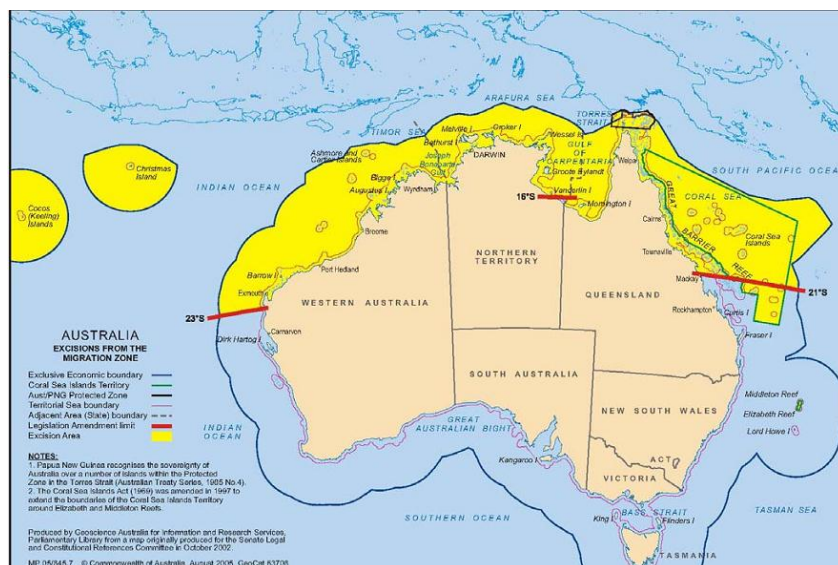 ARAFURA SEA
TORRES
STRAIT
TIMOR SEA
Melville I
Croker I
Wessel Is
Bathurst I
DARWIN
GULF
OF
CARPENTARIA
Ashmore and
Cartier Islands
Joseph
Bonaparte
Gulf
Groote Eylandt
Weipa
SOUTH PACIFIC OCEAN
Christmas
Island
INDIAN OCEAN
Bigge I
Augustus I
Wyndham
Vanderlin I
16°S
Mornington I
GREAT
BARRIER
REEF
CORAL SEA
Coral Sea
Islands
Cocos
(Keeling)
Islands
Broome
Cairns
Townsville
NORTHERN
TERRITORY
Barrow I
Port Hedland
Exmouth
Mackay
21°S
WESTERN AUSTRALIA
QUEENSLAND
Rockhampton
Curtis I
23°S
Carnarvon
Dirk Hartog I
Fraser I
AUSTRALIA
EXCISIONS FROM THE
MIGRATION ZONE
Exclusive Economic boundary
Coral Sea Islands Territory
Aust/PNG Protected Zone
Territorial Sea boundary
Adjacent Area (State) boundary
Legislation Amendment limit
Excision Area
SOUTH AUSTRALIA
NEW SOUTH WALES
Middleton Reef
Elizabeth Reef
Lord Howe I
INDIAN
OCEAN
GREAT
AUSTRALIAN BIGHT
Kangaroo I
ACT
VICTORIA
NOTES:
1. Papua New Guinea recognises the sovereignty of
Australia over a number of islands within the Protected
Zone in the Torres Strait (Australian Treaty Series, 1985 No.4).
2. The Coral Sea Islands Act (1969) was amended in 1997 to
extend the boundaries of the Coral Sea Islands Territory
around Elizabeth and Middleton Reefs.
SOUTHERN OCEAN
King I
BASS STRAIT
Flinders I
TASMAN SEA
TASMANIA
Produced by Geoscience Australia for Information and Research Services,
Parliamentary Library from a map originally produced for the Senate Legal
and Constitutional References Committee in October 2002.
MP 05/845.7 © Commonwealth of Australia, August 2005. GeoCat 63708